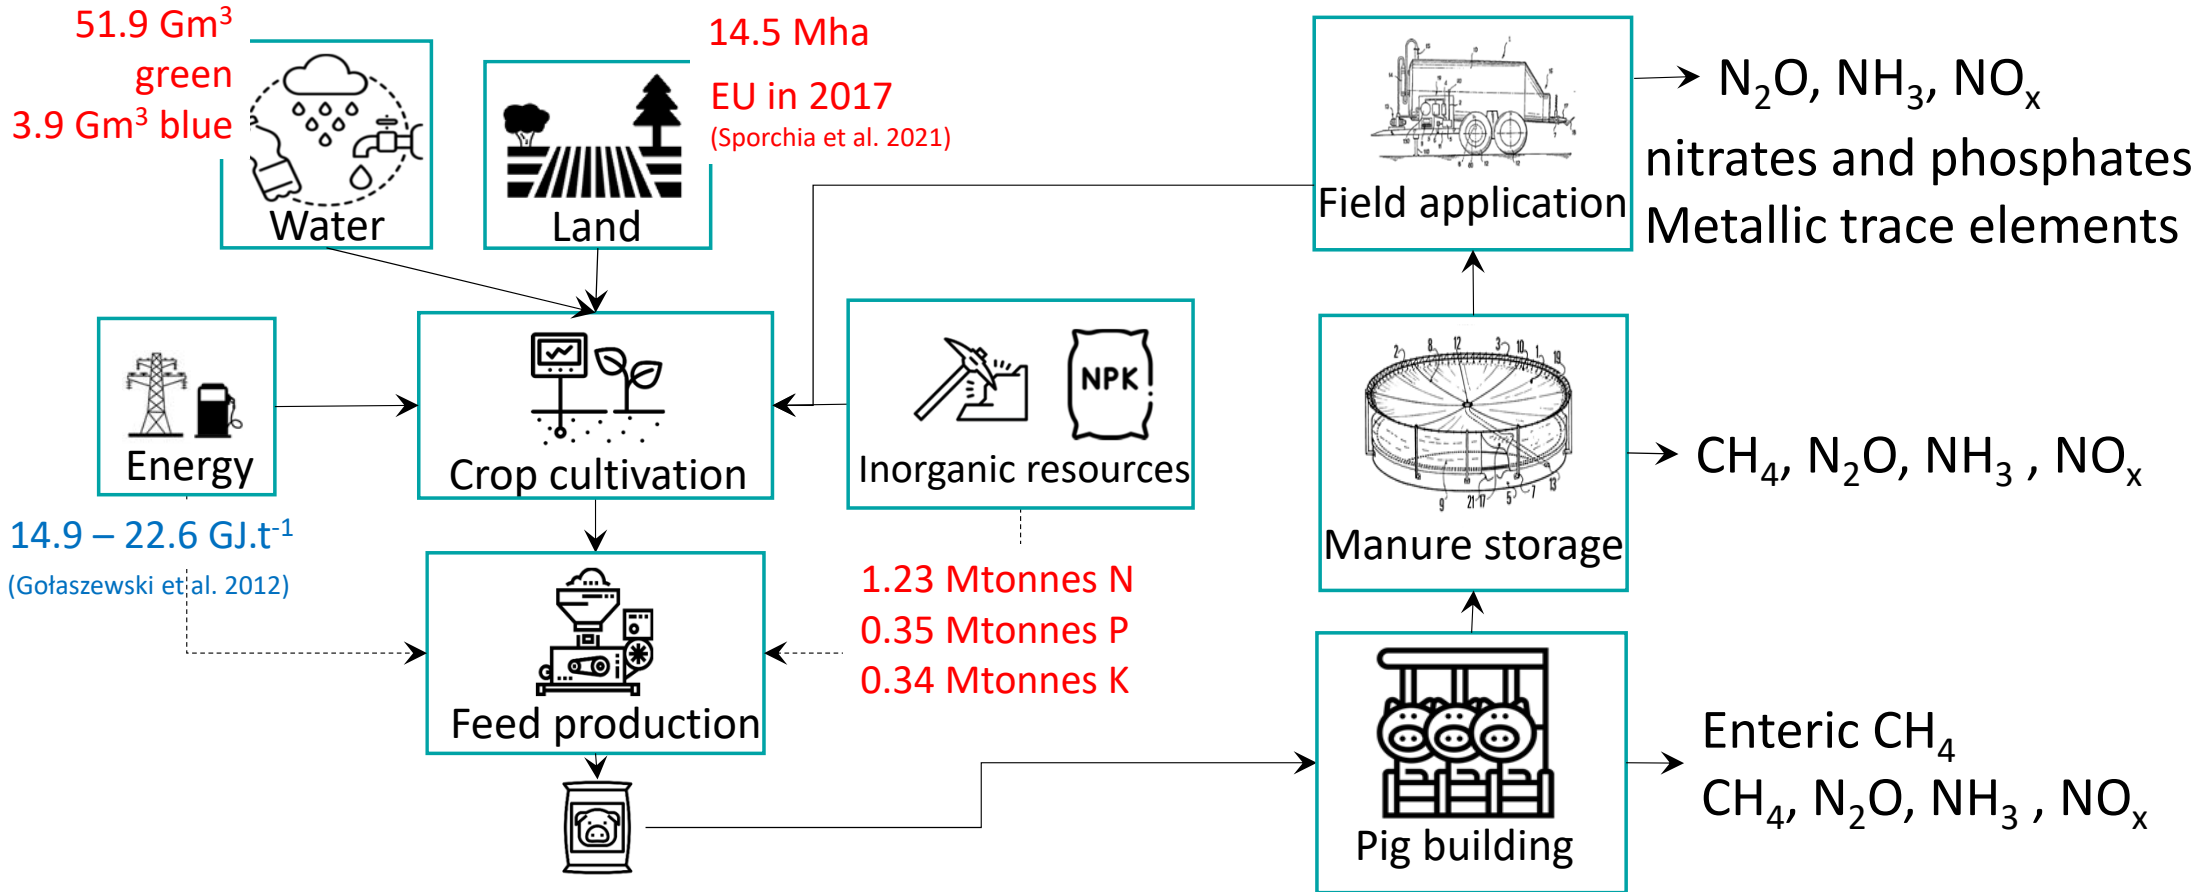 51.9 Gm³
green
3.9 Gm³ blue
Water
14.5 Mha
EU in 2017
(Sporchia et al. 2021)
Land
Field application
N₂O, NH₃, NOₓ
nitrates and phosphates
Metallic trace elements
Energy
14.9 – 22.6 GJ.t⁻¹
(Gołaszewski et al. 2012)
Crop cultivation
NPK
Inorganic resources
1.23 Mtonnes N
0.35 Mtonnes P
0.34 Mtonnes K
Manure storage
CH₄, N₂O, NH₃ , NOₓ
Feed production
Pig building
Enteric CH₄
CH₄, N₂O, NH₃ , NOₓ